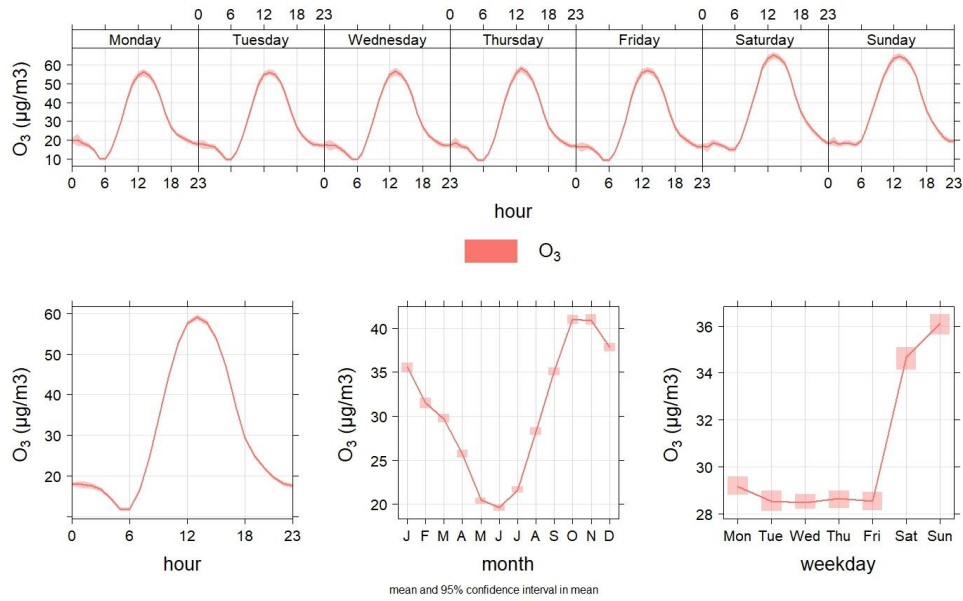 0 6 12 18 23 0 6 12 18 23 0 6 12 18 23
Monday Tuesday Wednesday Thursday Friday Saturday Sunday
O₃ (µg/m3)
60
50
40
30
20
10
0 6 12 18 23 0 6 12 18 23 0 6 12 18 23 0 6 12 18 23
hour
O₃
O₃ (µg/m3)
60
50
40
30
20
0 6 12 18 23
hour
O₃ (µg/m3)
40
35
30
25
20
J F M A M J J A S O N D
month
O₃ (µg/m3)
36
34
32
30
28
Mon Tue Wed Thu Fri Sat Sun
weekday
mean and 95% confidence interval in mean